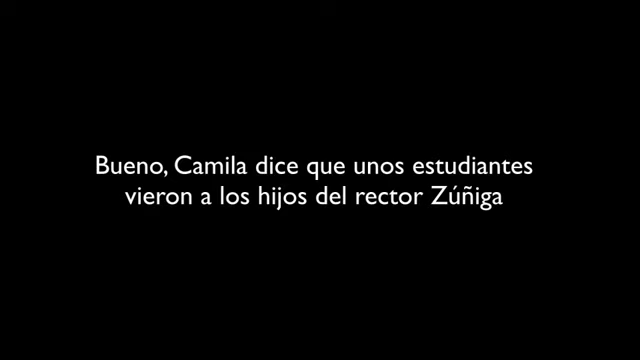 Bueno, Camila dice que unos estudiantes
vieron a los hijos del rector Zúñiga